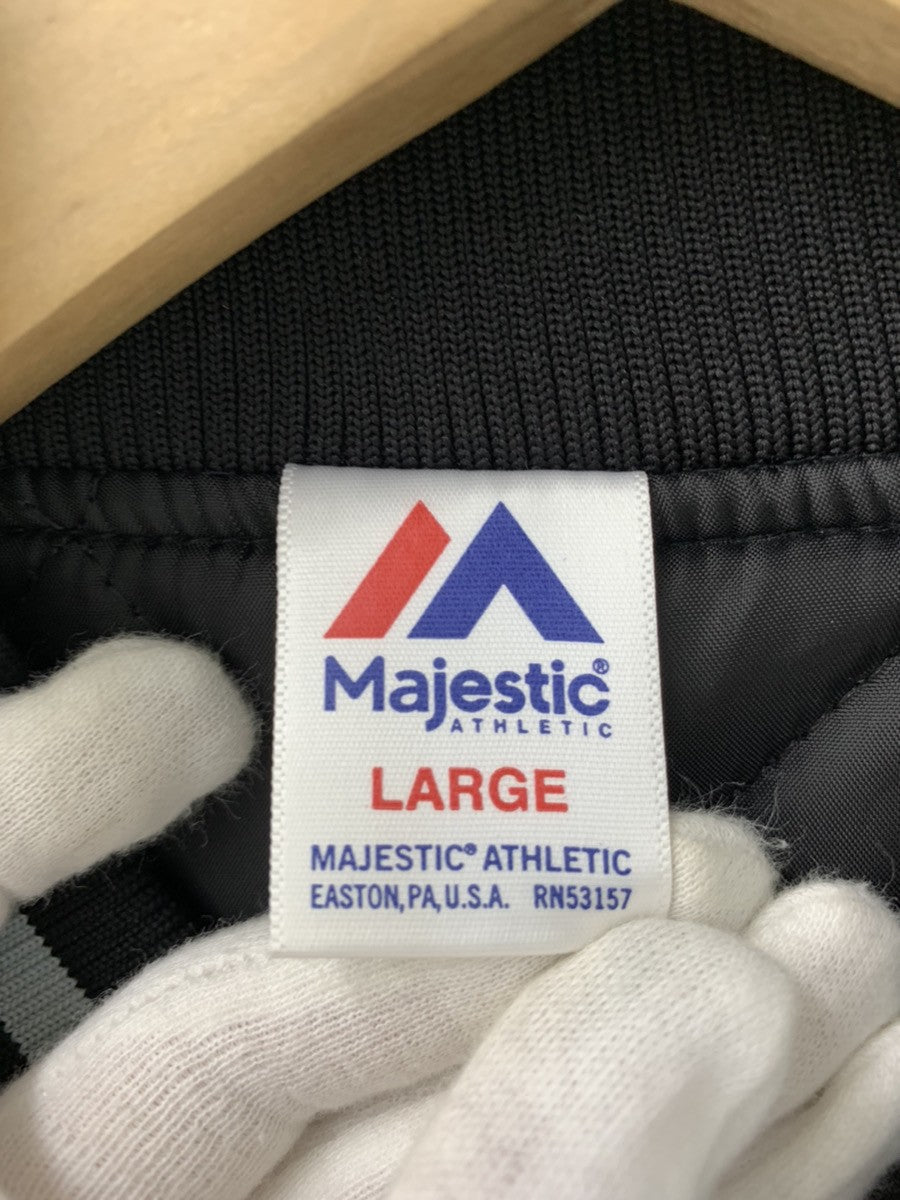 Majestic®
ATHLETIC
LARGE
MAJESTIC® ATHLETIC
EASTON, PA, U.S.A. RN53157